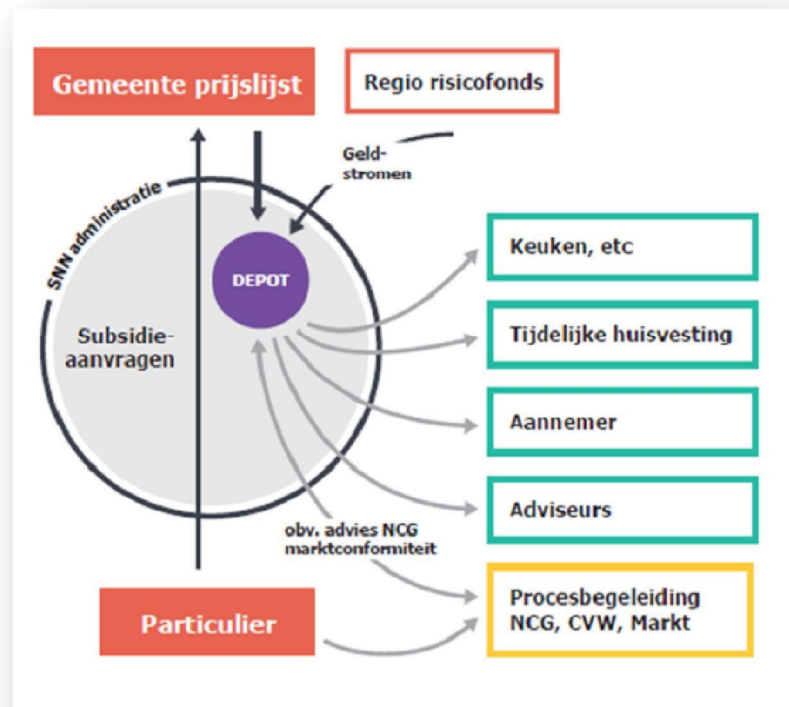 Gemeente prijslijst
Regio risicofonds
Geld-
stromen
SNN administratie
DEPOT
Subsidie-
aanvragen
Keuken, etc
Tijdelijke huisvesting
Aannemer
Adviseurs
obv. advies NCG
marktconformiteit
Particulier
Procesbegeleiding
NCG, CVW, Markt